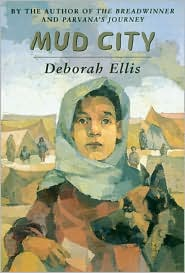 BY THE AUTHOR OF THE BREADWINNER
AND PARVANA'S JOURNEY
MUD CITY
Deborah Ellis